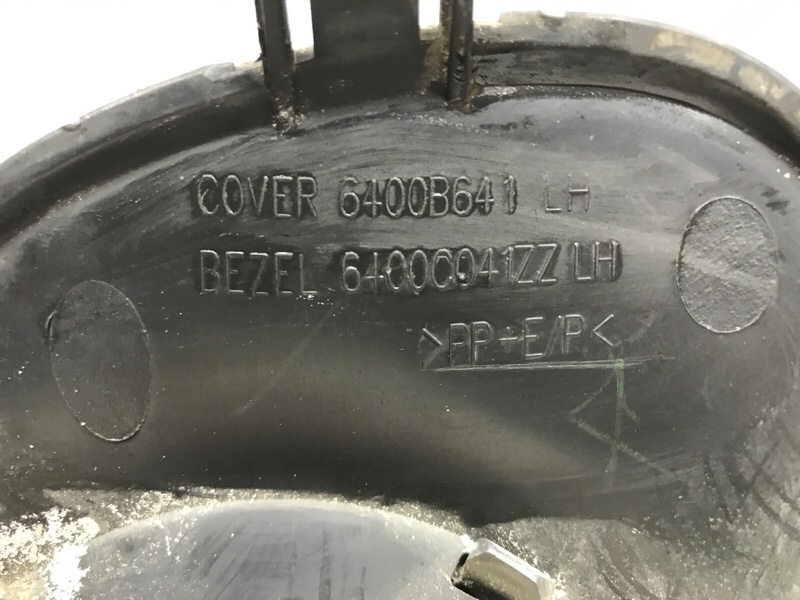 COVER 6400B641 LH
BEZEL 6400C041ZZ LH
>PP+E/P<